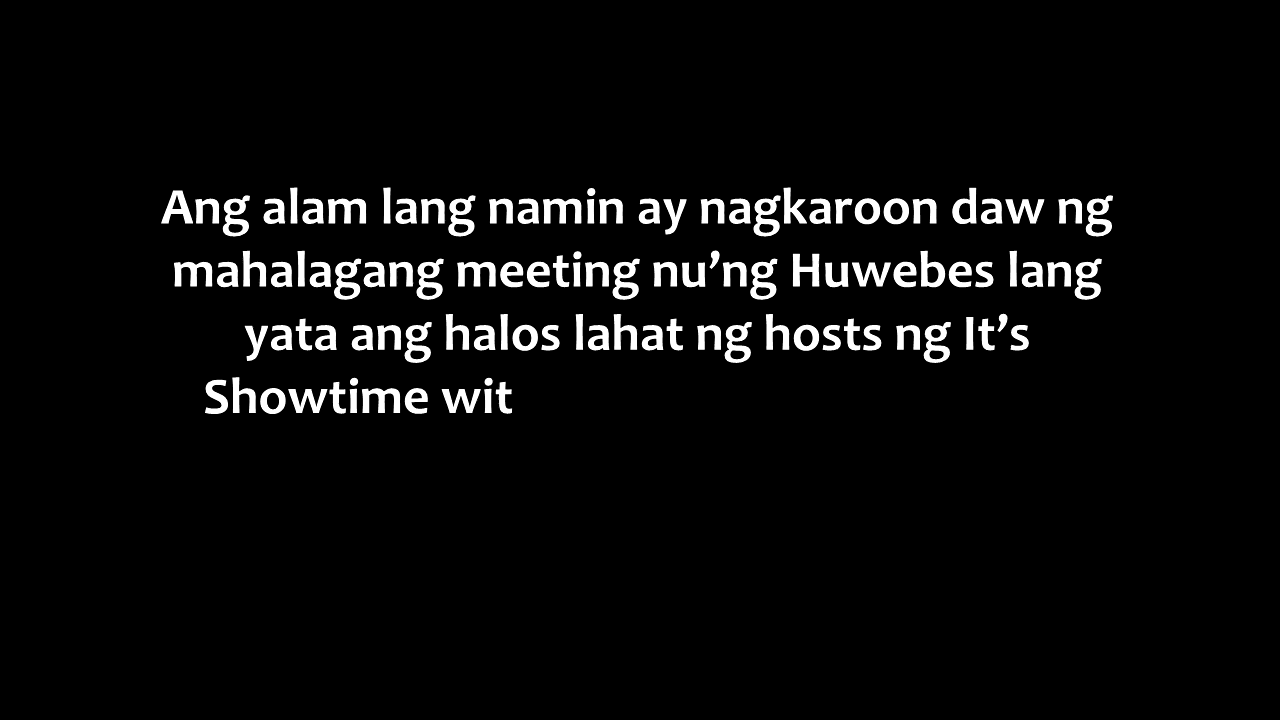 Ang alam lang namin ay nagkaroon daw ng
mahalagang meeting nu’ng Huwebes lang
yata ang halos lahat ng hosts ng It’s
Showtime wit